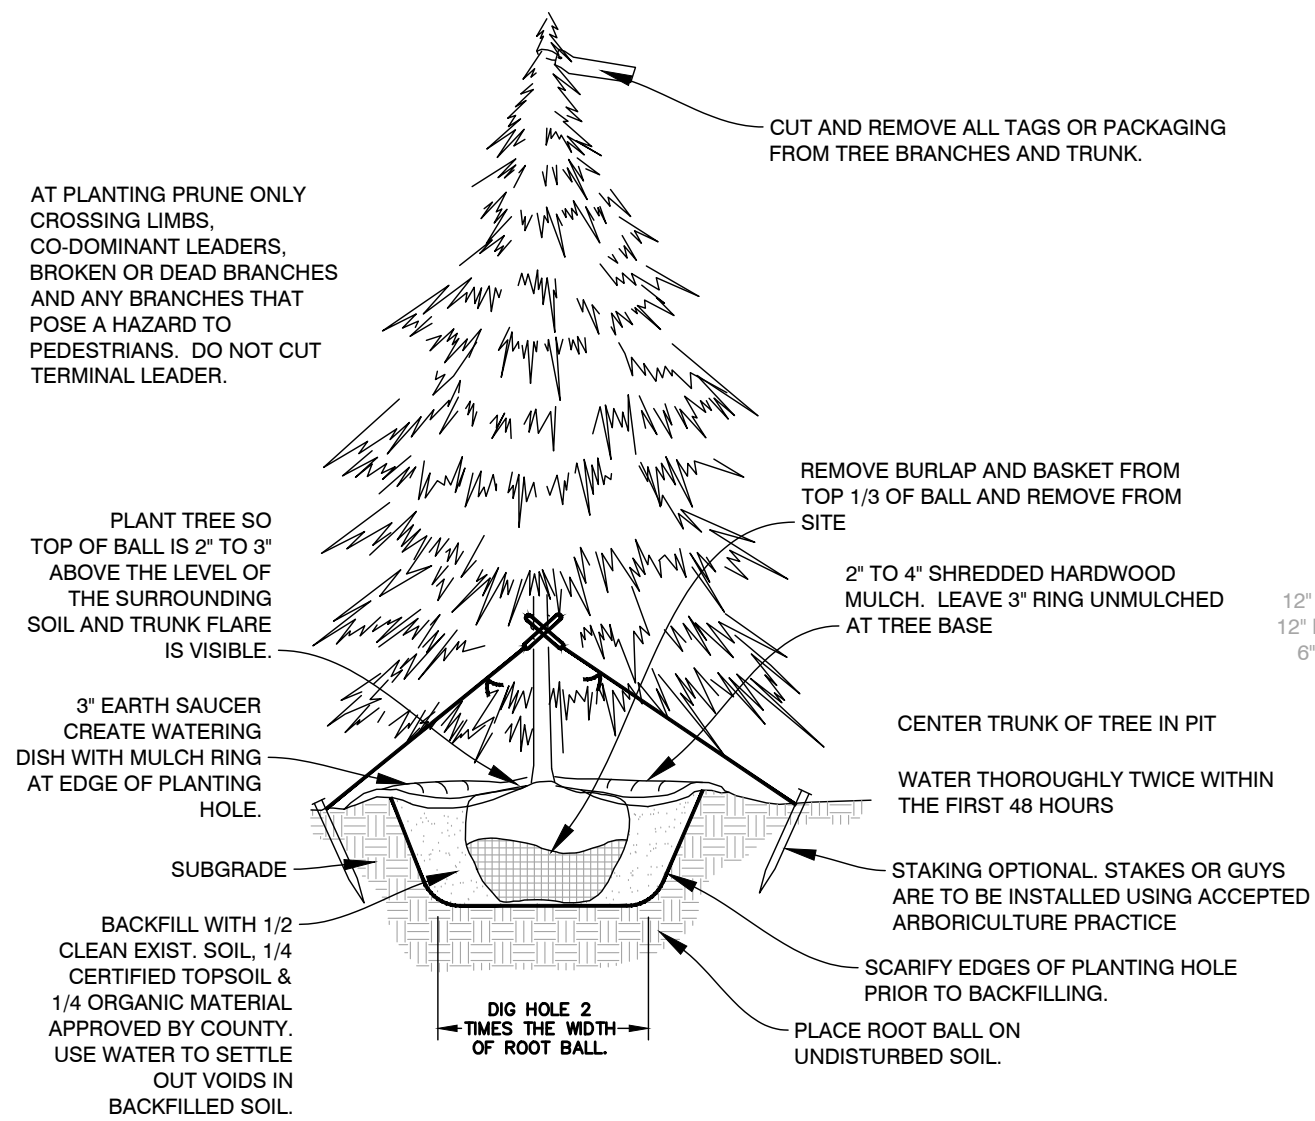 CUT AND REMOVE ALL TAGS OR PACKAGING
FROM TREE BRANCHES AND TRUNK.
AT PLANTING PRUNE ONLY
CROSSING LIMBS,
CO-DOMINANT LEADERS,
BROKEN OR DEAD BRANCHES
AND ANY BRANCHES THAT
POSE A HAZARD TO
PEDESTRIANS.  DO NOT CUT
TERMINAL LEADER.
REMOVE BURLAP AND BASKET FROM
TOP 1/3 OF BALL AND REMOVE FROM
SITE
PLANT TREE SO
TOP OF BALL IS 2" TO 3"
ABOVE THE LEVEL OF
THE SURROUNDING
SOIL AND TRUNK FLARE
IS VISIBLE.
2" TO 4" SHREDDED HARDWOOD
MULCH.  LEAVE 3" RING UNMULCHED
AT TREE BASE
12"
12"
6"
3" EARTH SAUCER
CREATE WATERING
DISH WITH MULCH RING
AT EDGE OF PLANTING
HOLE.
CENTER TRUNK OF TREE IN PIT
WATER THOROUGHLY TWICE WITHIN
THE FIRST 48 HOURS
SUBGRADE
STAKING OPTIONAL. STAKES OR GUYS
ARE TO BE INSTALLED USING ACCEPTED
ARBORICULTURE PRACTICE
BACKFILL WITH 1/2
CLEAN EXIST. SOIL, 1/4
CERTIFIED TOPSOIL &
1/4 ORGANIC MATERIAL
APPROVED BY COUNTY.
USE WATER TO SETTLE
OUT VOIDS IN
BACKFILLED SOIL.
SCARIFY EDGES OF PLANTING HOLE
PRIOR TO BACKFILLING.
DIG HOLE 2
TIMES THE WIDTH
OF ROOT BALL.
PLACE ROOT BALL ON
UNDISTURBED SOIL.